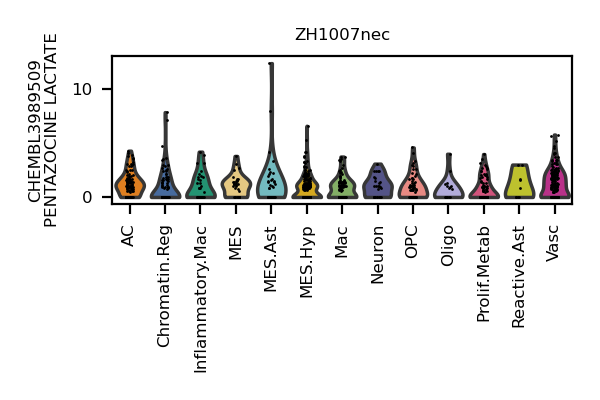 ZH1007nec
CHEMBL3989509
PENTAZOCINE LACTATE
10
0
AC
Chromatin.Reg
Inflammatory.Mac
MES
MES.Ast
MES.Hyp
Mac
Neuron
OPC
Oligo
Prolif.Metab
Reactive.Ast
Vasc